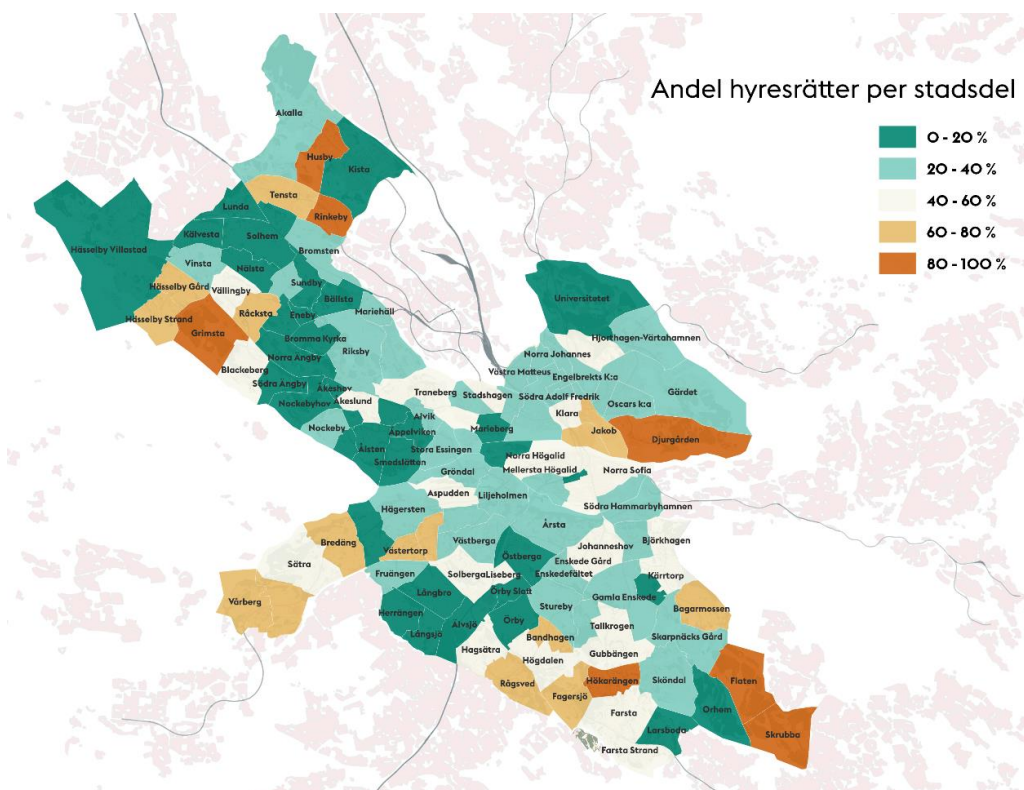 Andel hyresrätter per stadsdel
0 - 20 %
20 - 40 %
40 - 60 %
60 - 80 %
80 - 100 %
Akalla
Husby
Kista
Tensta
Rinkeby
Lunda
Kälvesta
Solhem
Bromsten
Hässelby Villastad
Vinsta
Nälsta
Hässelby Gård
Vällingby
Sundby
Råcksta
Bällsta
Mariehäll
Hässelby Strand
Eneby
Grimsta
Bromma Kyrka
Riksby
Norra Ängby
Blackeberg
Södra Ängby
Åkeshov
Nockebyhov
Åkeslund
Traneberg
Stadshagen
Nockeby
Alvik
Äppelviken
Marieberg
Ålsten
Stora Essingen
Smedslätten
Gröndal
Universitetet
Hjorthagen-Värtahamnen
Norra Johannes
Västra Matteus
Engelbrekts K:a
Gärdet
Södra Adolf Fredrik
Oscars k:a
Klara
Jakob
Djurgården
Norra Högalid
Mellersta Högalid
Norra Sofia
Aspudden
Liljeholmen
Hägersten
Södra Hammarbyhamnen
Årsta
Bredäng
Västertorp
Västberga
Johanneshov
Björkhagen
Östberga
Enskede Gård
Sätra
Fruängen
Solberga
Liseberg
Enskedefältet
Kärrtorp
Vårberg
Långbro
Örby Slott
Gamla Enskede
Herrängen
Stureby
Bagarmossen
Långsjö
Älvsjö
Örby
Tallkrogen
Bandhagen
Skarpnäcks Gård
Hagsätra
Högdalen
Gubbängen
Rågsved
Hökarängen
Sköndal
Flaten
Fagersjö
Farsta
Orhem
Larsboda
Skrubba
Farsta Strand